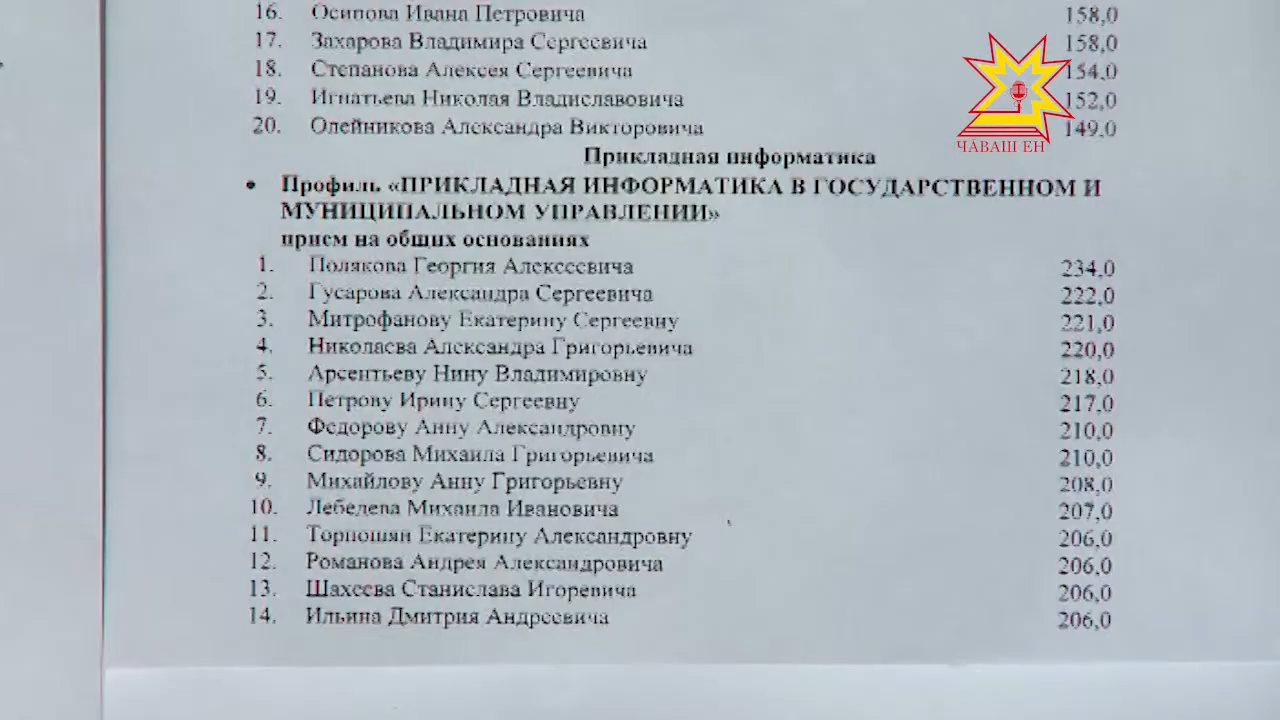 16. Осипова Ивана Петровича 158,0
17. Захарова Владимира Сергеевича 158,0
18. Степанова Алексея Сергеевича 154,0
19. Игнатьева Николая Владиславовича 152,0
20. Олейникова Александра Викторовича 149,0
ЧӐВАШ ЕН
Прикладная информатика
• Профиль «ПРИКЛАДНАЯ ИНФОРМАТИКА В ГОСУДАРСТВЕННОМ И
МУНИЦИПАЛЬНОМ УПРАВЛЕНИИ»
прием на общих основаниях
1. Полякова Георгия Алексеевича 234,0
2. Гусарова Александра Сергеевича 222,0
3. Митрофанову Екатерину Сергеевну 221,0
4. Николаева Александра Григорьевича 220,0
5. Арсентьеву Нину Владимировну 218,0
6. Петрову Ирину Сергеевну 217,0
7. Федорову Анну Александровну 210,0
8. Сидорова Михаила Григорьевича 210,0
9. Михайлову Анну Григорьевну 208,0
10. Лебедева Михаила Ивановича 207,0
11. Торпошян Екатерину Александровну 206,0
12. Романова Андрея Александровича 206,0
13. Шахеева Станислава Игоревича 206,0
14. Ильина Дмитрия Андреевича 206,0